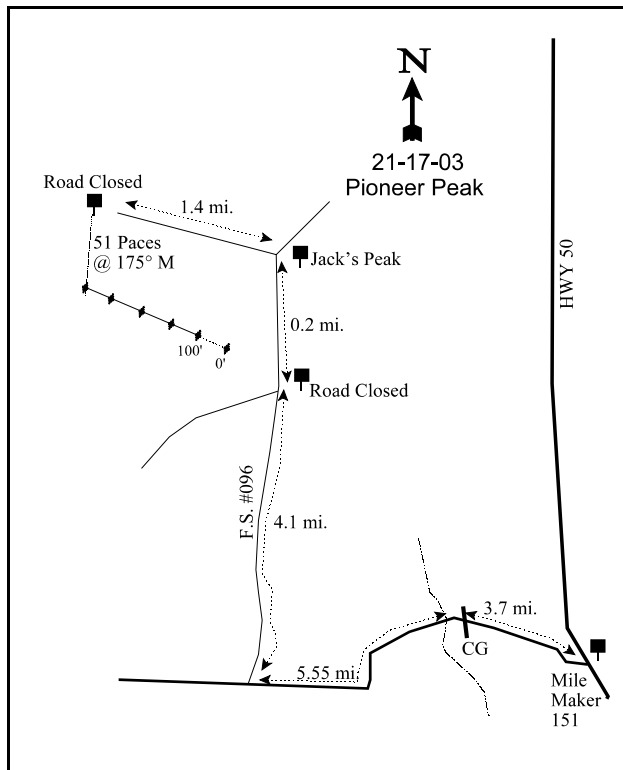 N
21-17-03
Pioneer Peak
Road Closed
1.4 mi.
51 Paces
@ 175° M
Jack's Peak
HWY 50
0.2 mi.
100'
0'
Road Closed
F.S. #096
4.1 mi.
3.7 mi.
CG
5.55 mi.
Mile
Maker
151